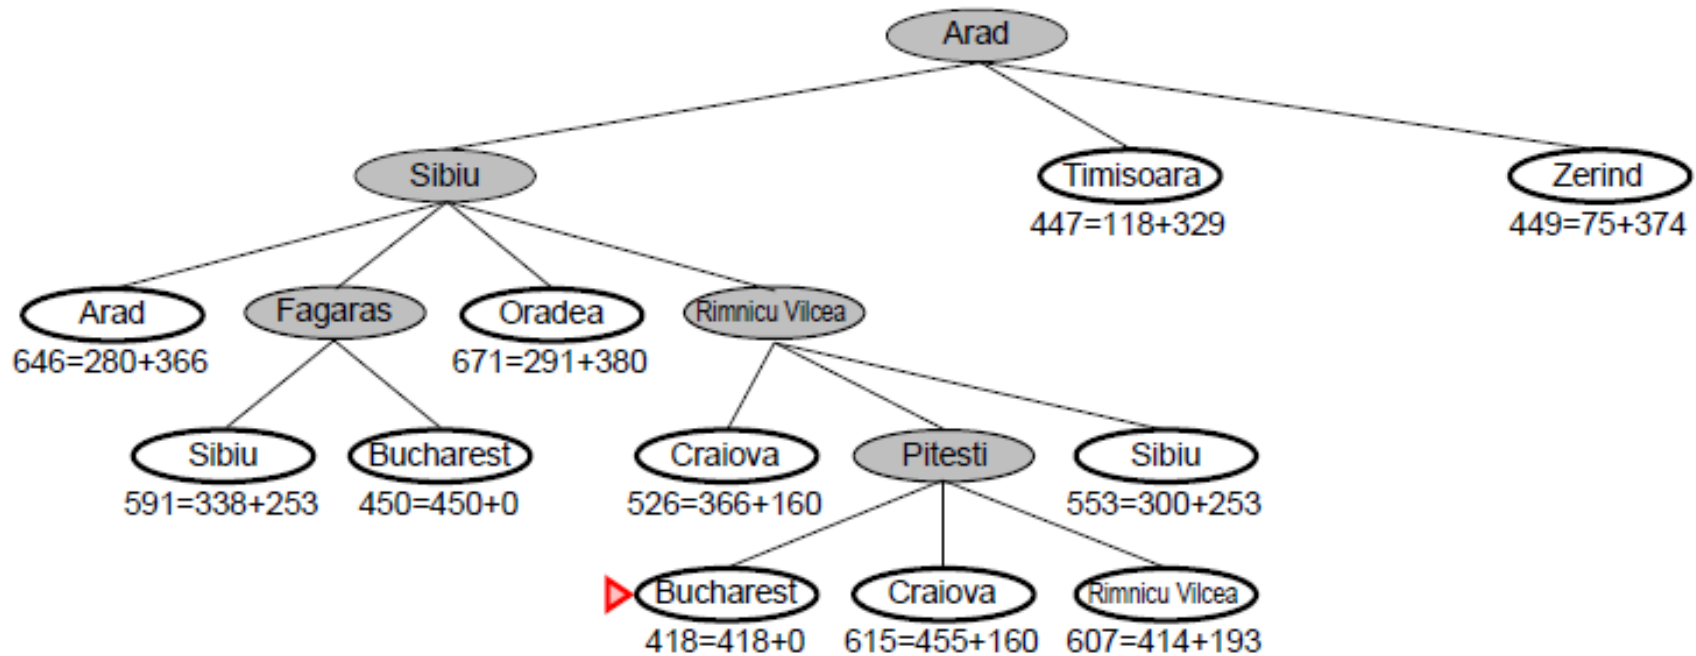 Arad
Sibiu
Timisoara
Zerind
447=118+329
449=75+374
Arad
Fagaras
Oradea
Rimnicu Vilcea
646=280+366
671=291+380
Sibiu
Bucharest
Craiova
Pitesti
Sibiu
591=338+253
450=450+0
526=366+160
553=300+253
Bucharest
Craiova
Rimnicu Vilcea
418=418+0
615=455+160
607=414+193